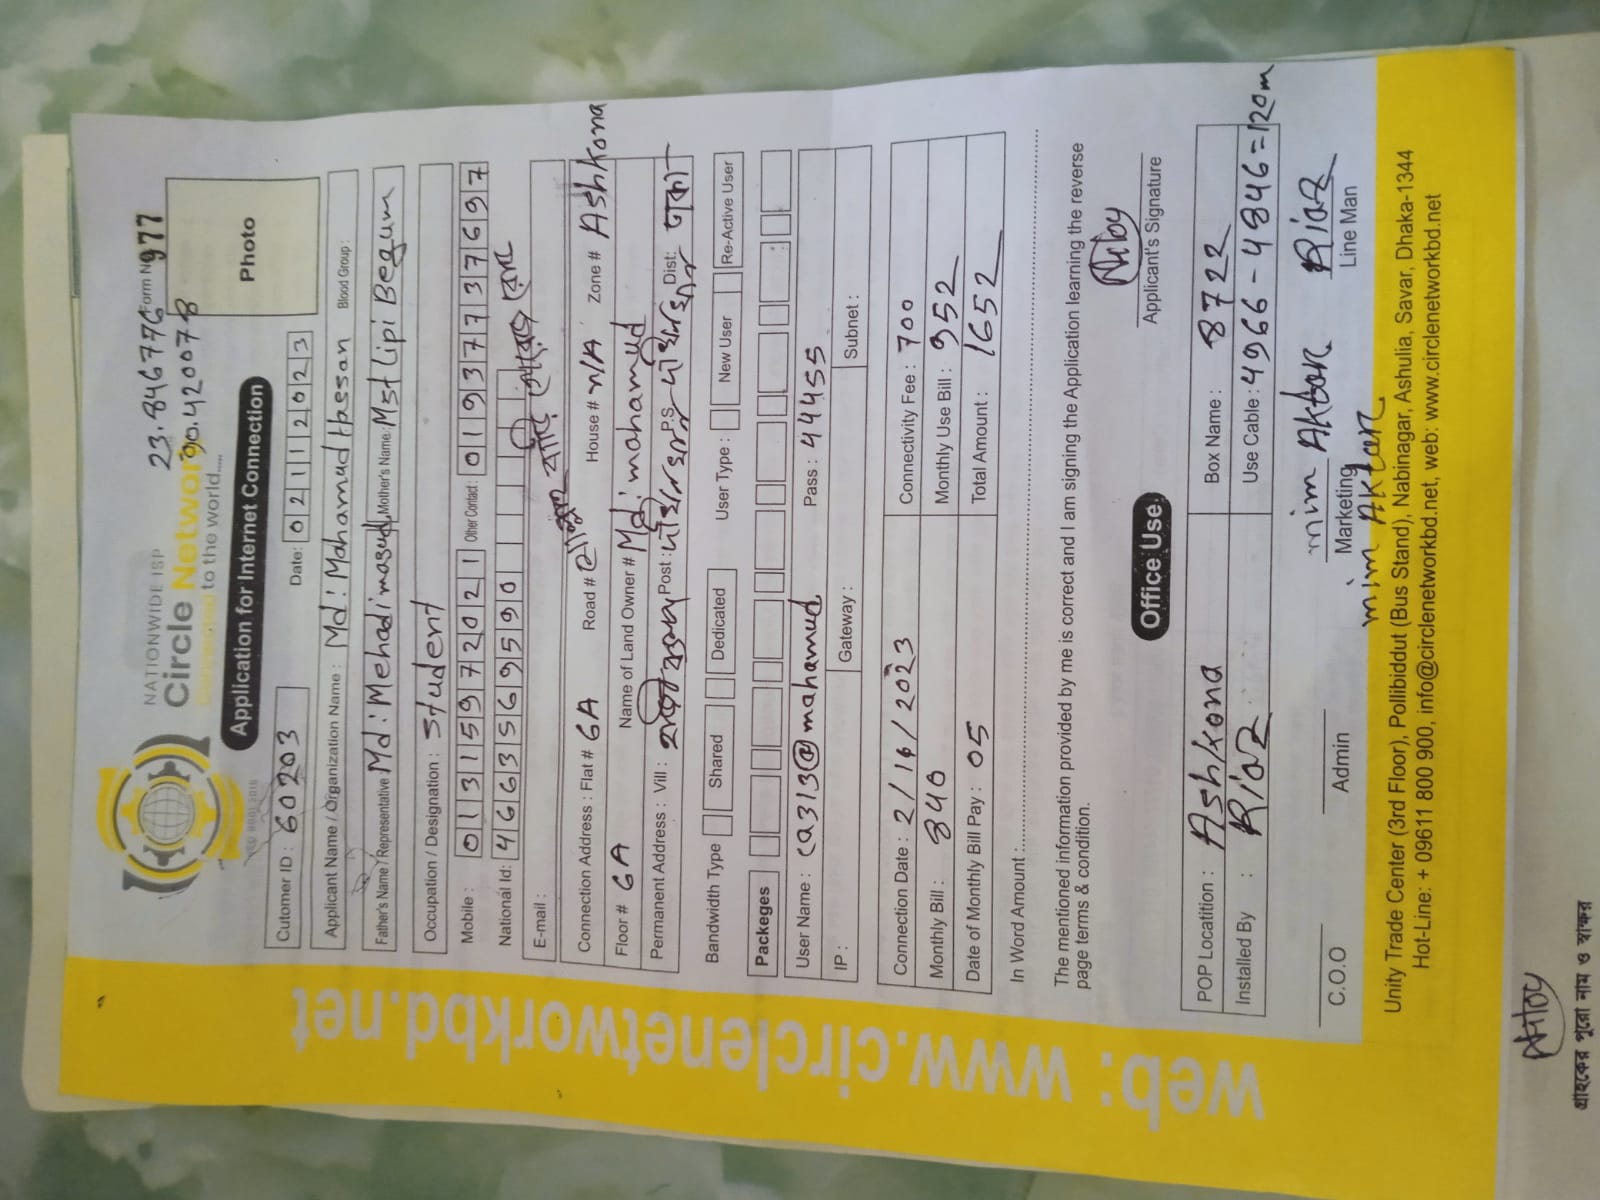 NATIONWIDE ISP
Circle Network
to the world....
23.846776
90.420078
Form No 977
Photo
Application for Internet Connection
Cutomer ID : 60203
Date: 02112023
Applicant Name / Organization Name : Md: Mahamud Hassan Blood Group :
Father's Name / Representative Md: Mehadi masud Mother's Name: Mst Lipi Begum
Occupation / Designation : Student
Mobile : 01315972021 Other Contact: 01937737697
National Id: 4663569590
E-mail :
Connection Address : Flat # 6A Road # House # N/A Zone # Ashkona
Floor # 6A Name of Land Owner # Md: mahamud
Permanent Address : Vill : Post : P.S Dist: ঢাকা
Bandwidth Type Shared Dedicated User Type : New User Re-Active User
Packeges
User Name : ca313@mahamud Pass : 44455
IP : Gateway : Subnet :
Connection Date : 2/11/2023 Connectivity Fee : 700
Monthly Bill : 840 Monthly Use Bill : 952
Date of Monthly Bill Pay : 05 Total Amount : 1652
In Word Amount :
The mentioned information provided by me is correct and I am signing the Application learning the reverse
page terms & condition.
Applicant's Signature
Office Use
POP Locatition : Ashkona Box Name : 8722
Installed By : Riaz Use Cable : 4966 - 4846=120m
mim Akter Riaz
C.O.O Admin Marketing Line Man
mim Akter
Unity Trade Center (3rd Floor), Pollibiddut (Bus Stand), Nabinagar, Ashulia, Savar, Dhaka-1344
Hot-Line: + 09611 800 900, info@circlenetworkbd.net, web: www.circlenetworkbd.net
web: www.circlenetworkbd.net
গ্রাহকের পুরো নাম ও স্বাক্ষর